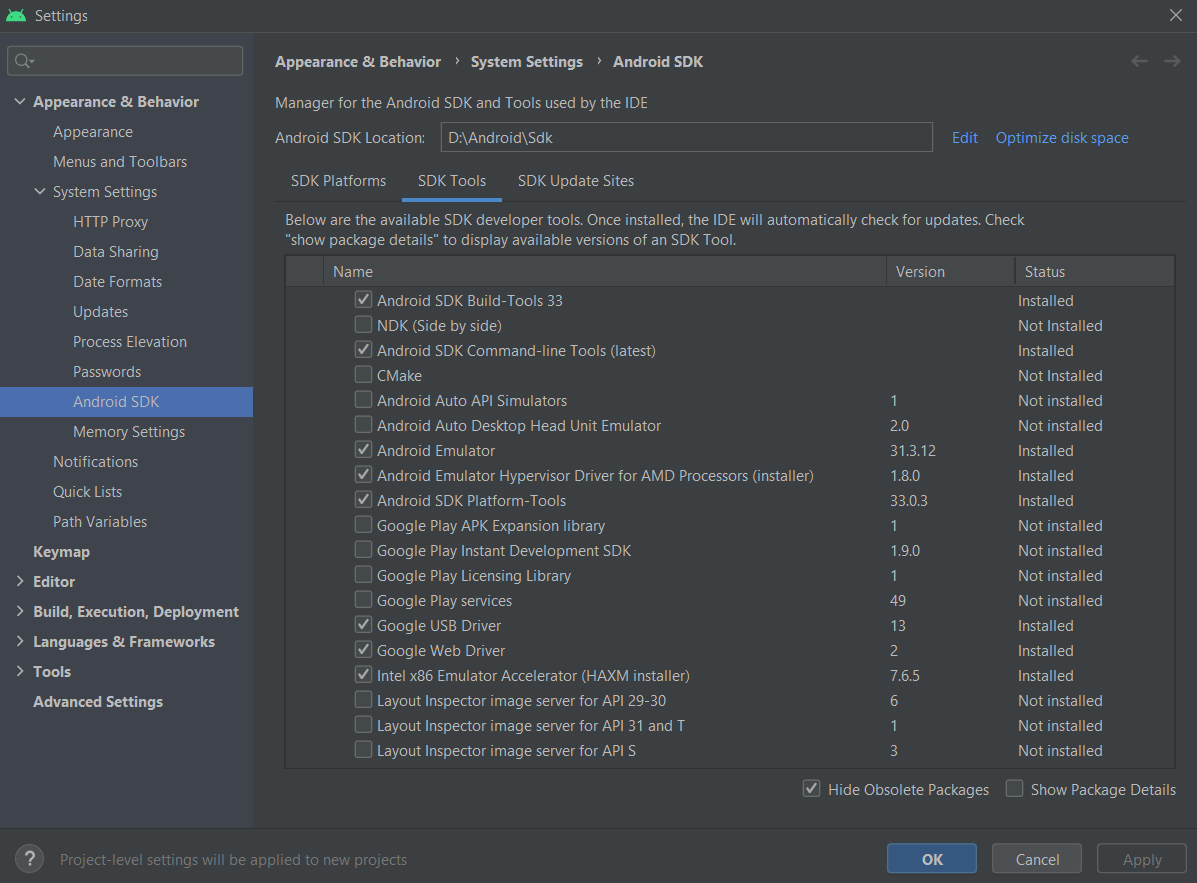 Settings
Appearance & Behavior
Appearance
Menus and Toolbars
System Settings
HTTP Proxy
Data Sharing
Date Formats
Updates
Process Elevation
Passwords
Android SDK
Memory Settings
Notifications
Quick Lists
Path Variables
Keymap
Editor
Build, Execution, Deployment
Languages & Frameworks
Tools
Advanced Settings
Appearance & Behavior › System Settings › Android SDK
Manager for the Android SDK and Tools used by the IDE
Android SDK Location: D:\Android\Sdk Edit Optimize disk space
SDK Platforms SDK Tools SDK Update Sites
Below are the available SDK developer tools. Once installed, the IDE will automatically check for updates. Check
"show package details" to display available versions of an SDK Tool.
Name Version Status
Android SDK Build-Tools 33 Installed
NDK (Side by side) Not Installed
Android SDK Command-line Tools (latest) Installed
CMake Not Installed
Android Auto API Simulators 1 Not installed
Android Auto Desktop Head Unit Emulator 2.0 Not installed
Android Emulator 31.3.12 Installed
Android Emulator Hypervisor Driver for AMD Processors (installer) 1.8.0 Installed
Android SDK Platform-Tools 33.0.3 Installed
Google Play APK Expansion library 1 Not installed
Google Play Instant Development SDK 1.9.0 Not installed
Google Play Licensing Library 1 Not installed
Google Play services 49 Not installed
Google USB Driver 13 Installed
Google Web Driver 2 Installed
Intel x86 Emulator Accelerator (HAXM installer) 7.6.5 Installed
Layout Inspector image server for API 29-30 6 Not installed
Layout Inspector image server for API 31 and T 1 Not installed
Layout Inspector image server for API S 3 Not installed
Hide Obsolete Packages Show Package Details
? Project-level settings will be applied to new projects
OK Cancel Apply